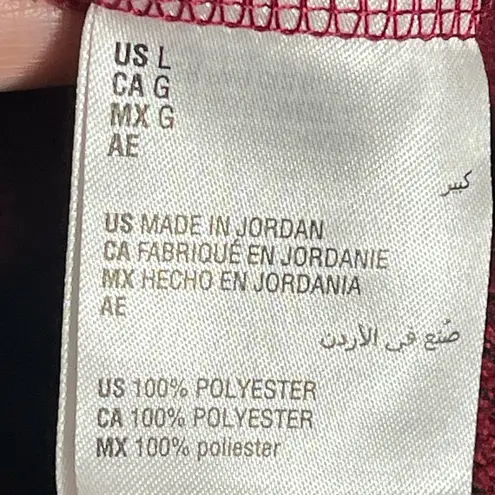 US L
CA G
MX G
AE
كبير
US MADE IN JORDAN
CA FABRIQUÉ EN JORDANIE
MX HECHO EN JORDANIA
AE
صُنع في الأردن
US 100% POLYESTER
CA 100% POLYESTER
MX 100% poliester